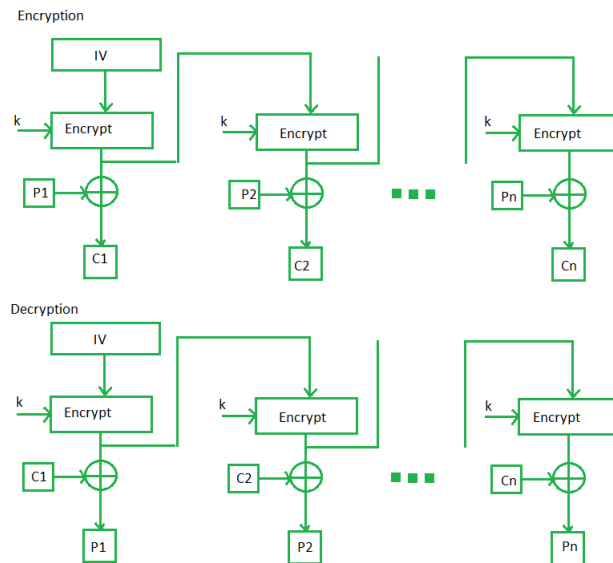 Encryption
IV
k Encrypt k Encrypt k Encrypt
P1 P2 Pn
C1 C2 Cn
Decryption
IV
k Encrypt k Encrypt k Encrypt
C1 C2 Cn
P1 P2 Pn